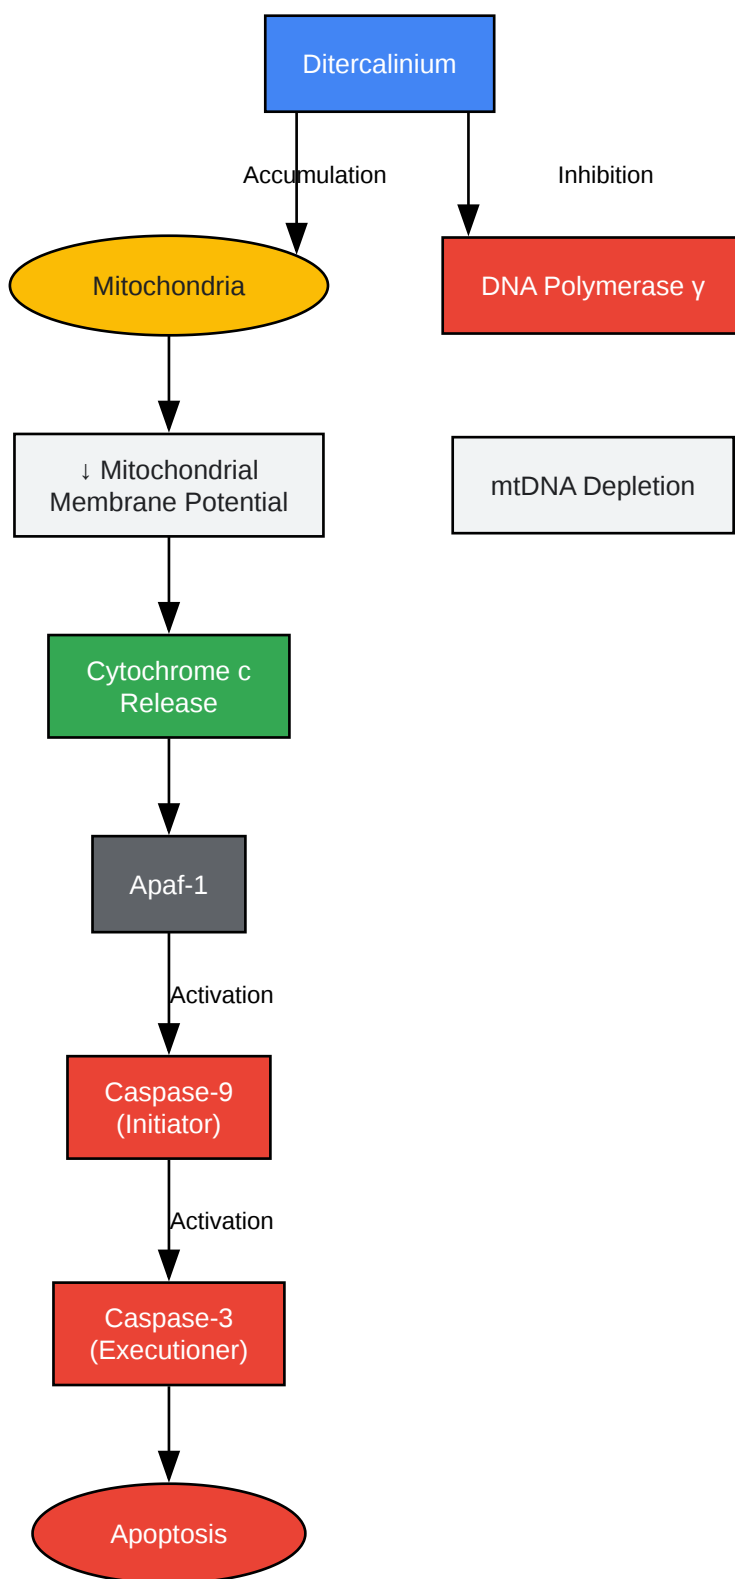 Ditercalinium
Accumulation
Inhibition
Mitochondria
DNA Polymerase γ
↓ Mitochondrial
Membrane Potential
mtDNA Depletion
Cytochrome c
Release
Apaf-1
Activation
Caspase-9
(Initiator)
Activation
Caspase-3
(Executioner)
Apoptosis